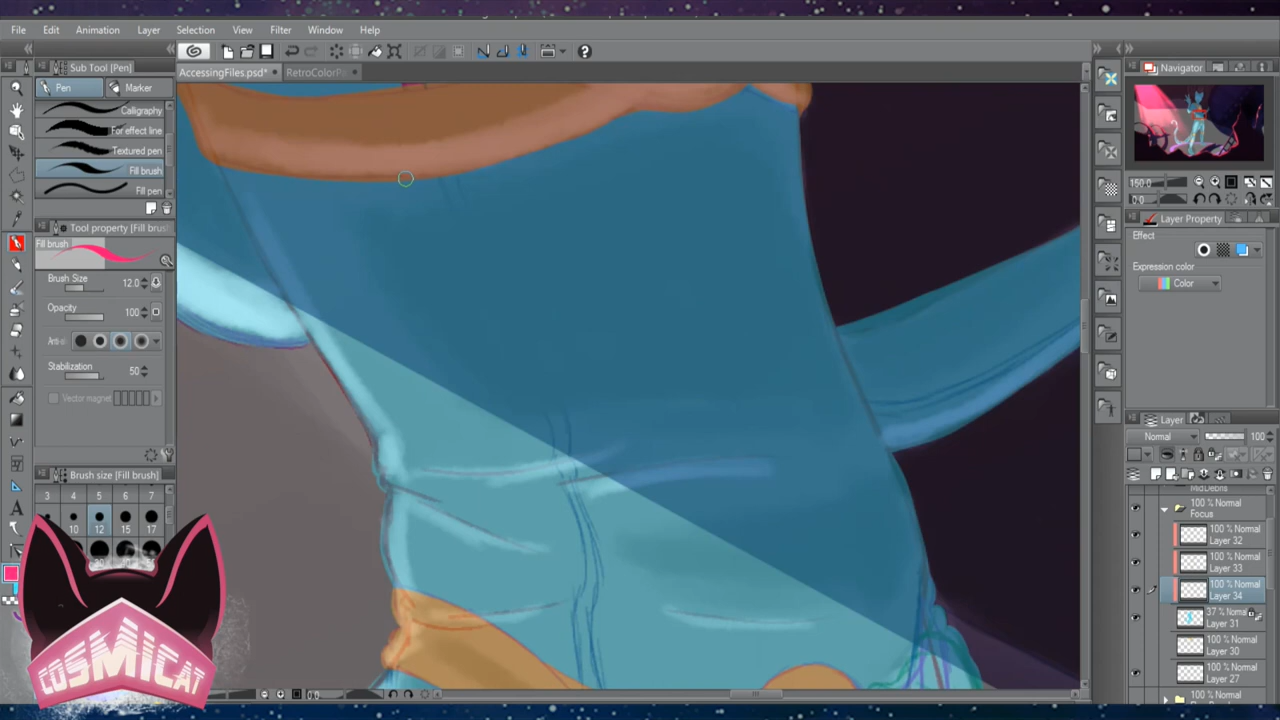 File Edit Animation Layer Selection View Filter Window Help
Sub Tool [Pen]
Pen Marker
Calligraphy
For effect line
Textured pen
Fill brush
Fill pen
Tool property [Fill brush]
Fill brush
Brush Size 12.0
Opacity 100
Stabilization 50
Vector magnet
Brush size [Fill brush]
3 4 5 6 7
10 12 15 17
AccessingFiles.psd*
Navigator
150.0
0.0
Layer Property
Effect
Expression color
Color
Layer
Normal 100
MidDebris
100 % Normal
Focus
100 % Normal
Layer 32
100 % Normal
Layer 33
100 % Normal
Layer 34
37 % Normal
Layer 31
100 % Normal
Layer 30
100 % Normal
Layer 27
100 % Normal
0.0
COSMICAT